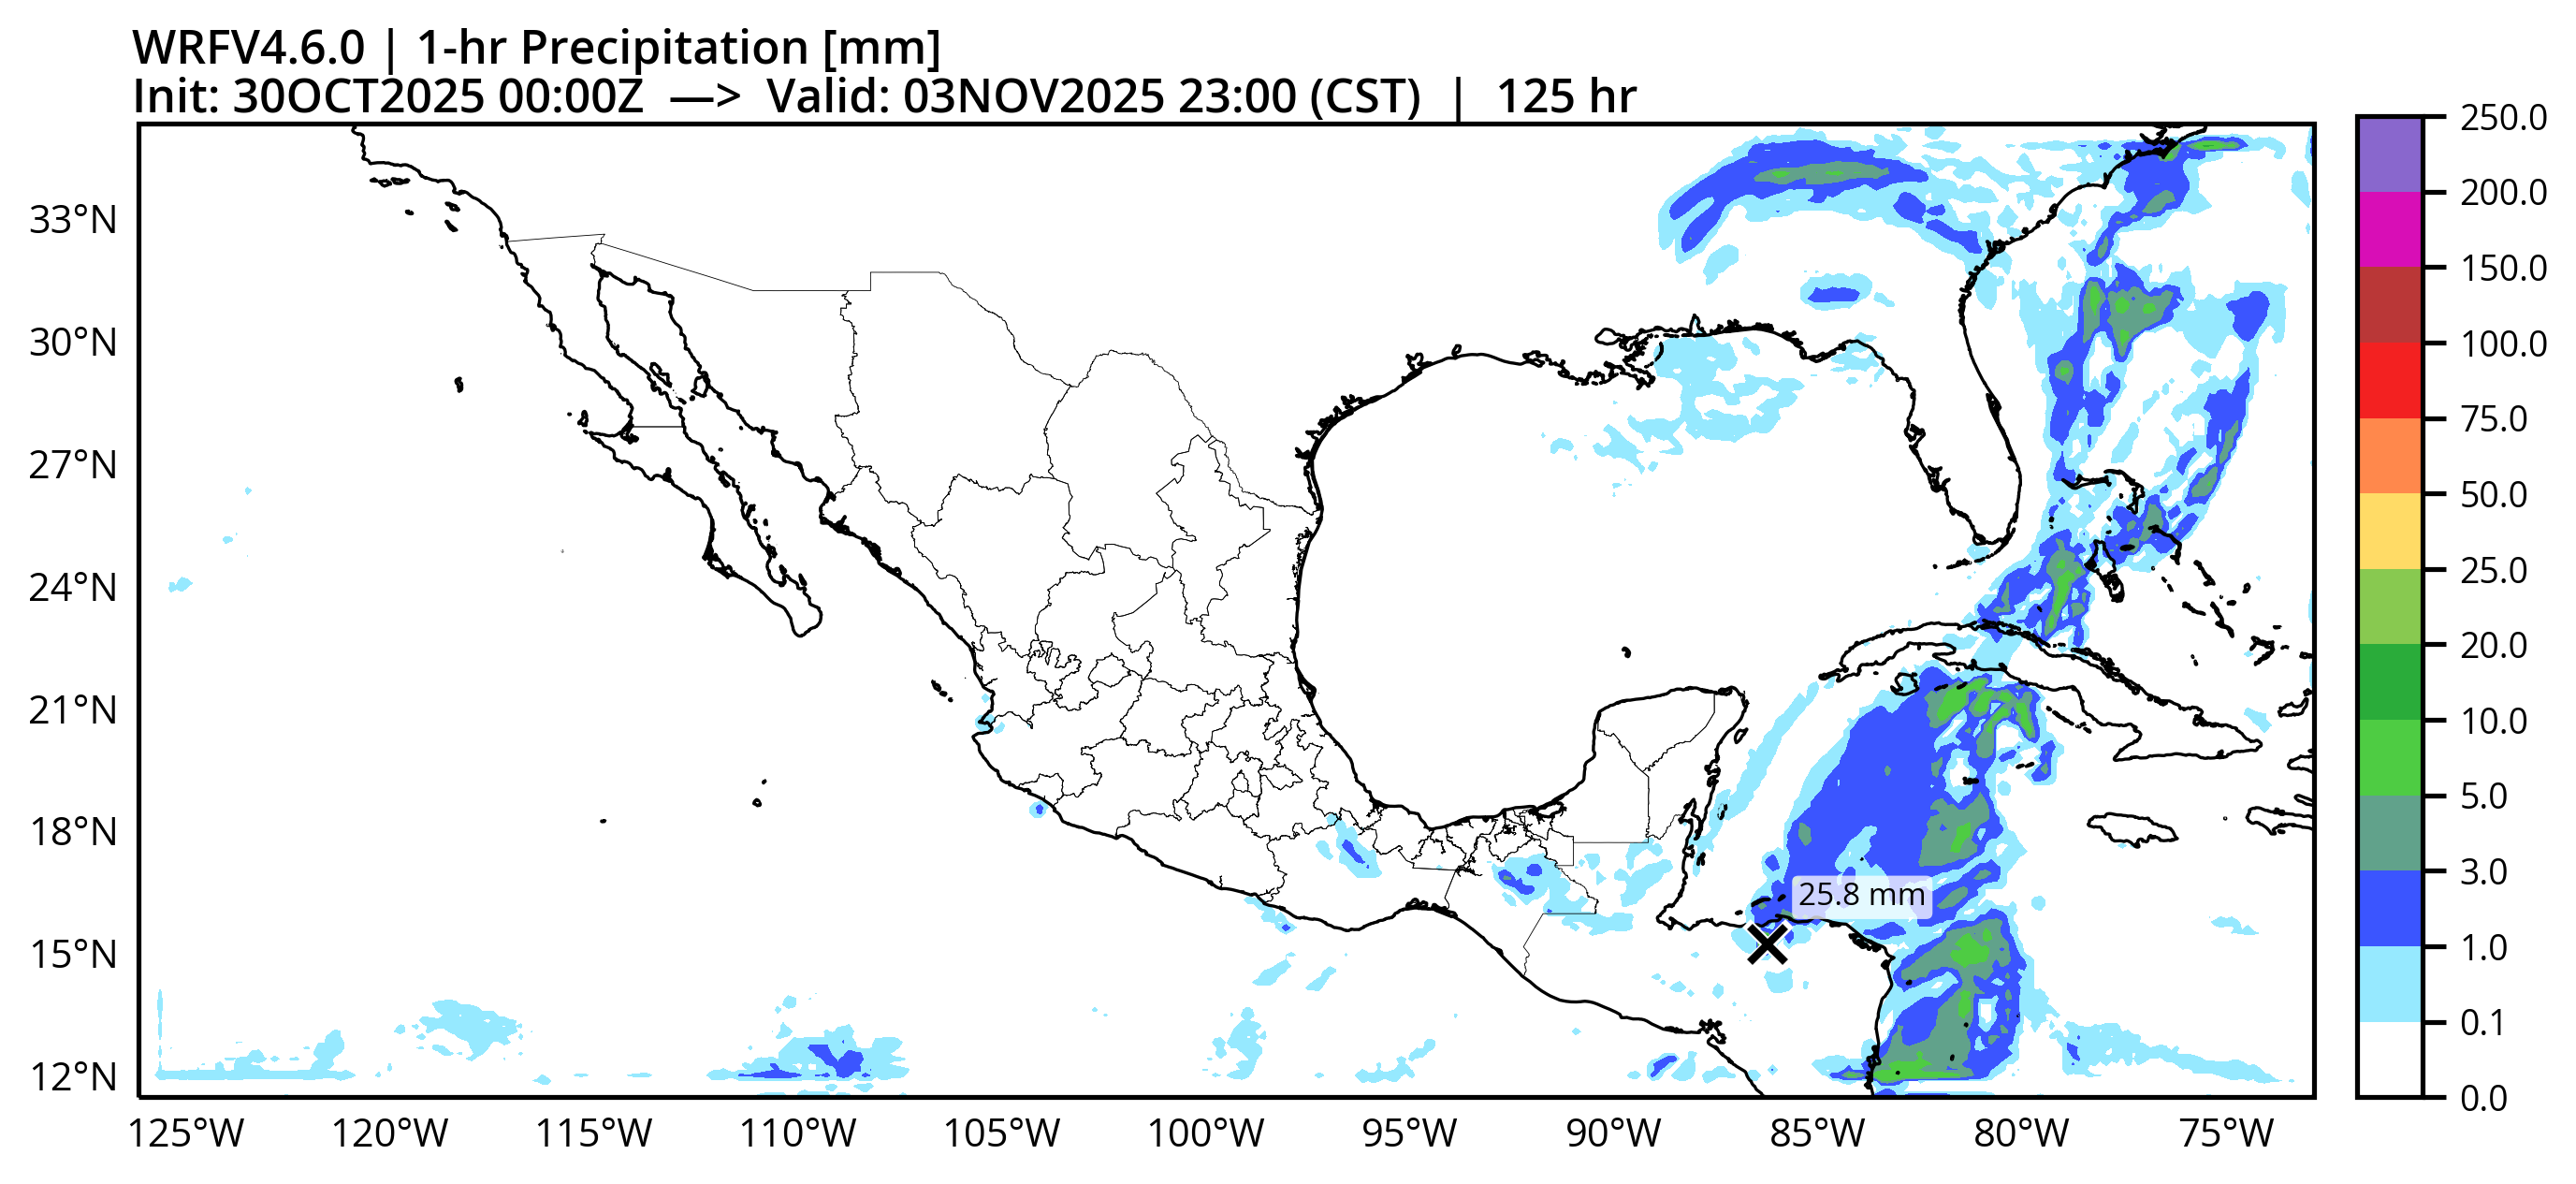 WRFV4.6.0 | 1-hr Precipitation [mm]
Init: 30OCT2025 00:00Z —> Valid: 03NOV2025 23:00 (CST) | 125 hr
33°N
30°N
27°N
24°N
21°N
18°N
15°N
12°N
125°W 120°W 115°W 110°W 105°W 100°W 95°W 90°W 85°W 80°W 75°W
25.8 mm
250.0
200.0
150.0
100.0
75.0
50.0
25.0
20.0
10.0
5.0
3.0
1.0
0.1
0.0